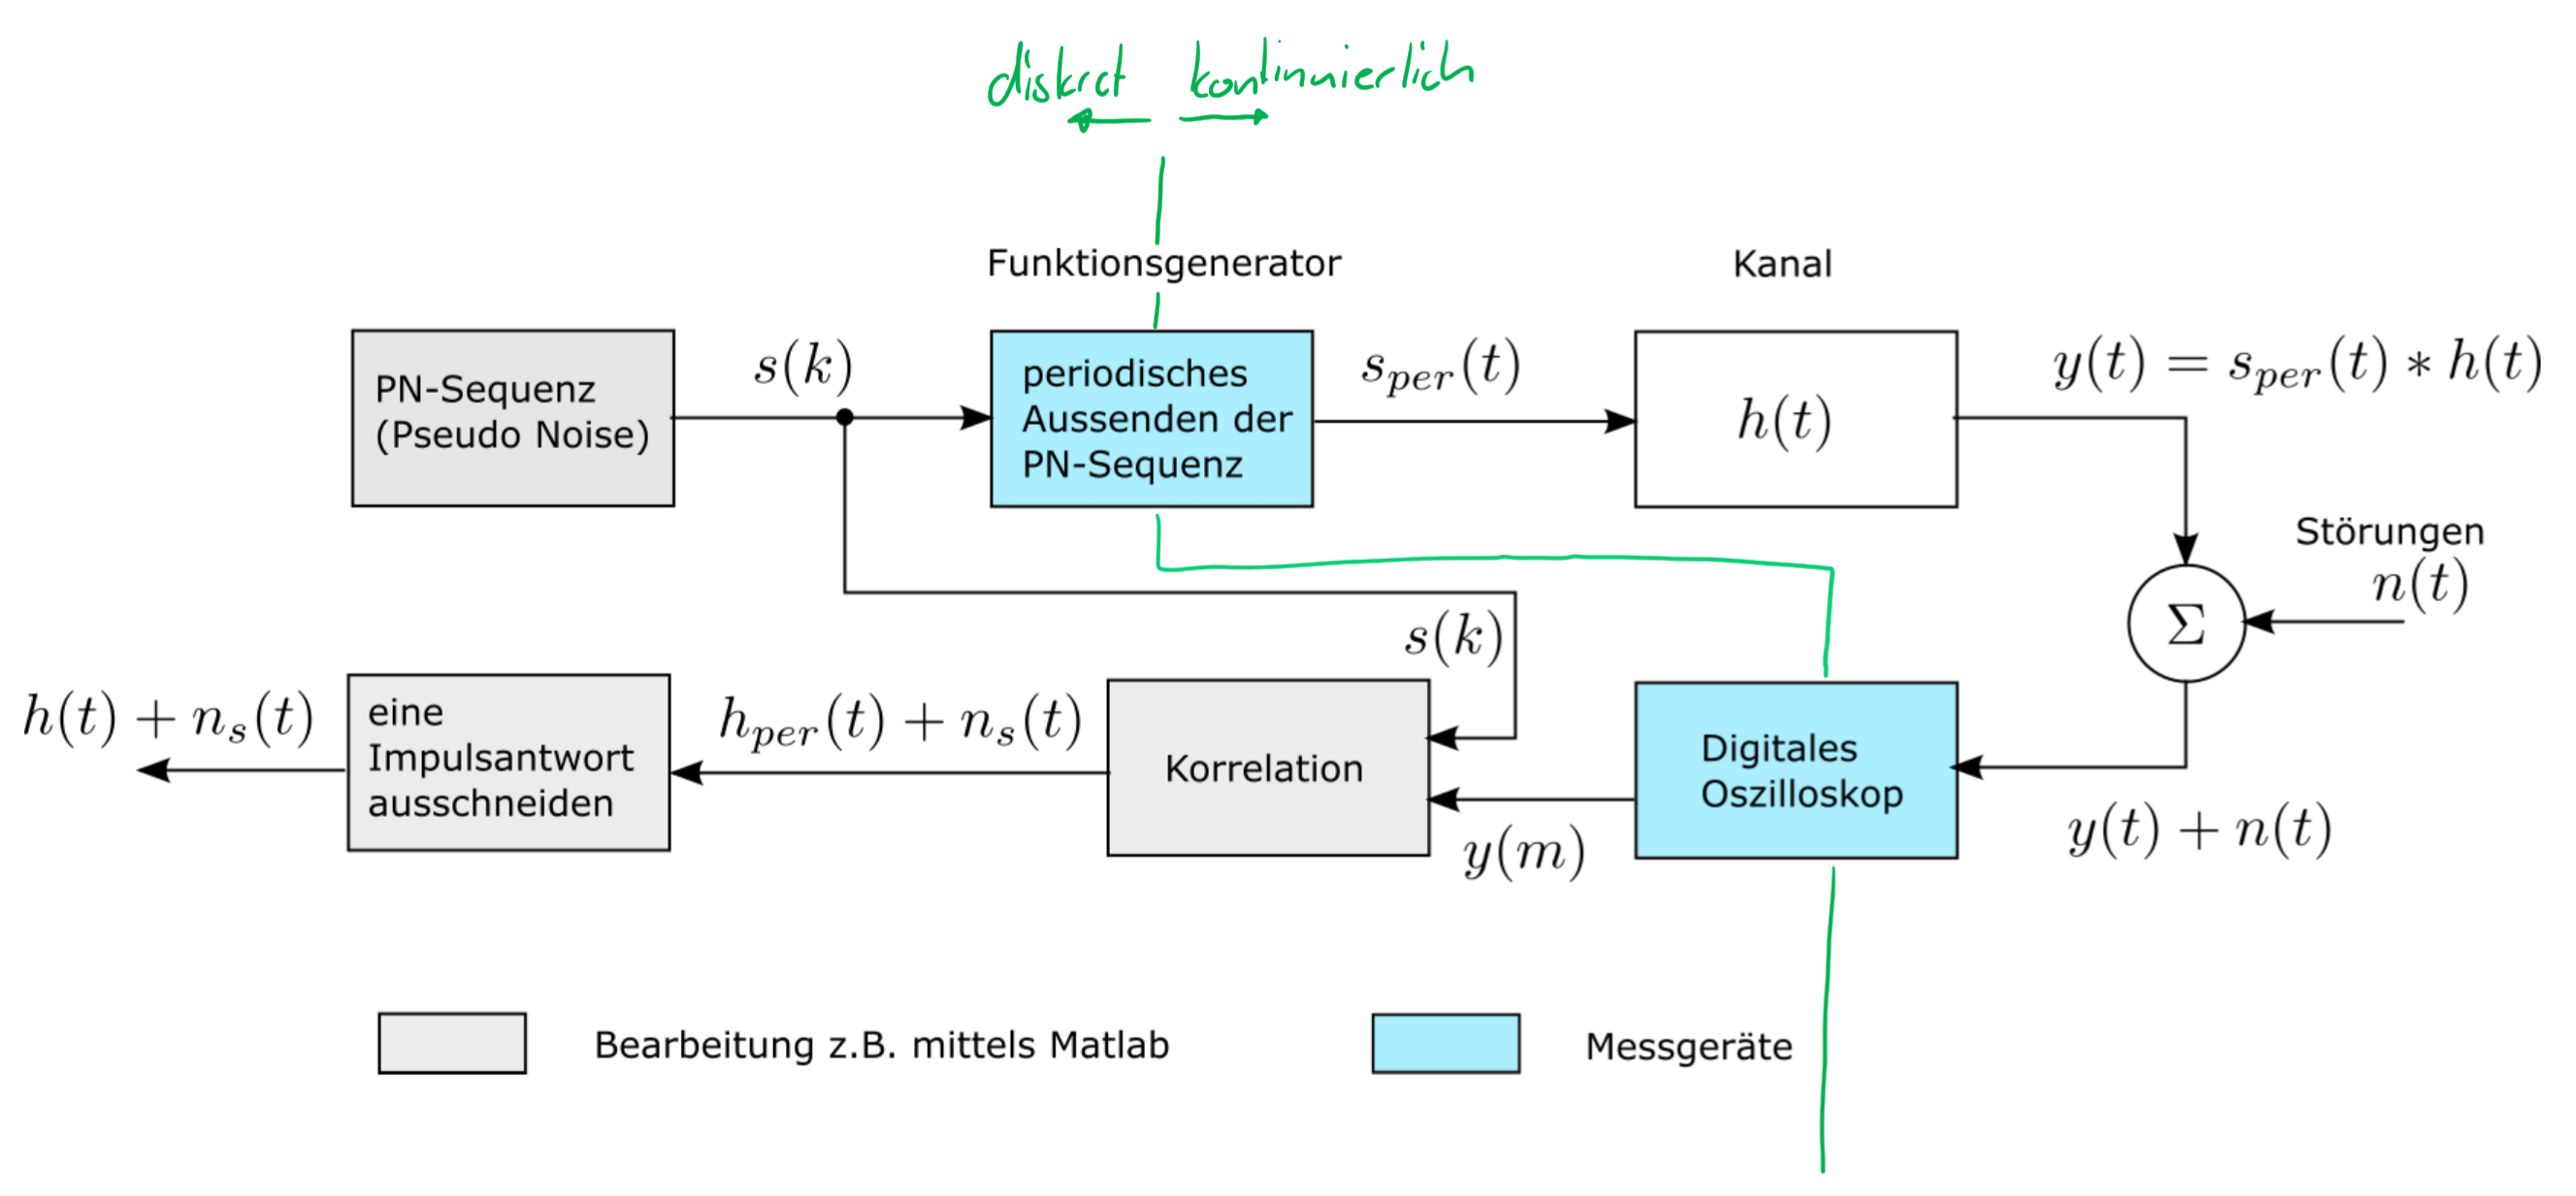 diskret kontinuierlich
Funktionsgenerator
Kanal
PN-Sequenz
(Pseudo Noise)
s(k)
periodisches
Aussenden der
PN-Sequenz
s_{per}(t)
h(t)
y(t) = s_{per}(t) * h(t)
Störungen
n(t)
Σ
s(k)
h(t) + n_s(t)
eine
Impulsantwort
ausschneiden
h_{per}(t) + n_s(t)
Korrelation
y(m)
Digitales
Oszilloskop
y(t) + n(t)
Bearbeitung z.B. mittels Matlab
Messgeräte